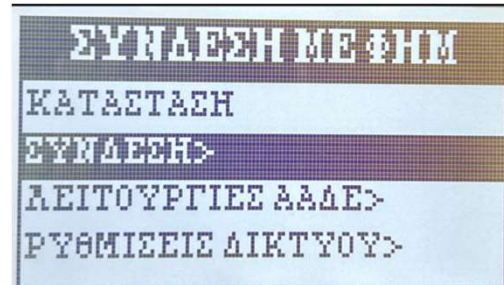 ΣΥΝΔΕΣΗ ΜΕ ΦΗΜ
ΚΑΤΑΣΤΑΣΗ
ΣΥΝΔΕΣΗ>
ΛΕΙΤΟΥΡΓΙΕΣ ΑΑΔΕ>
ΡΥΘΜΙΣΕΙΣ ΔΙΚΤΥΟΥ>